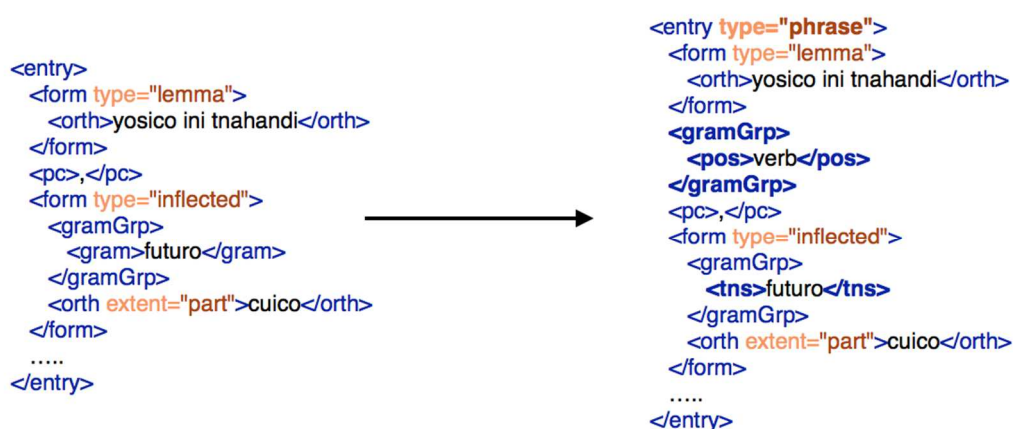 <entry>
<form type="lemma">
<orth>yosico ini tnahandi</orth>
</form>
<pc>,</pc>
<form type="inflected">
<gramGrp>
<gram>futuro</gram>
</gramGrp>
<orth extent="part">cuico</orth>
</form>
.....
</entry>
<entry type="phrase">
<form type="lemma">
<orth>yosico ini tnahandi</orth>
</form>
<gramGrp>
<pos>verb</pos>
</gramGrp>
<pc>,</pc>
<form type="inflected">
<gramGrp>
<tns>futuro</tns>
</gramGrp>
<orth extent="part">cuico</orth>
</form>
.....
</entry>